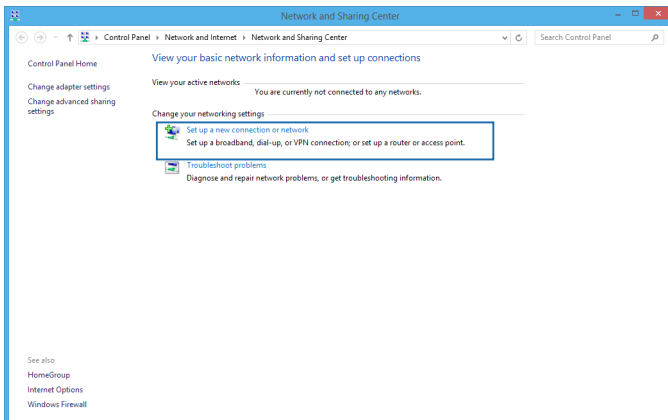 Network and Sharing Center
Control Panel Network and Internet Network and Sharing Center
Search Control Panel
Control Panel Home
Change adapter settings
Change advanced sharing
settings
View your basic network information and set up connections
View your active networks
You are currently not connected to any networks.
Change your networking settings
Set up a new connection or network
Set up a broadband, dial-up, or VPN connection; or set up a router or access point.
Troubleshoot problems
Diagnose and repair network problems, or get troubleshooting information.
See also
HomeGroup
Internet Options
Windows Firewall